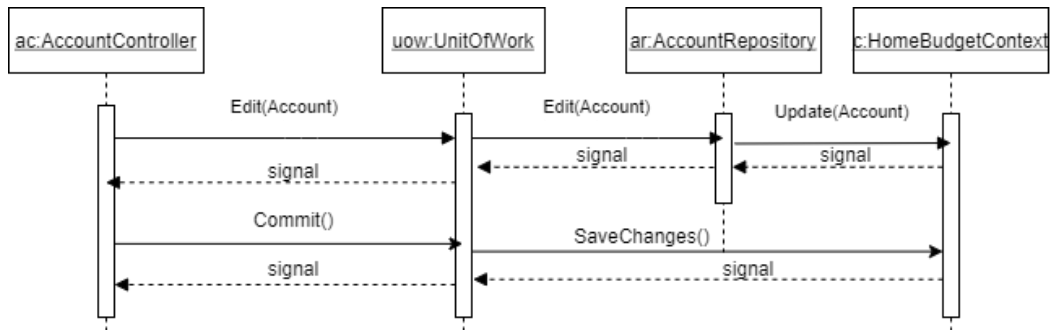 ac:AccountController
uow:UnitOfWork
ar:AccountRepository
c:HomeBudgetContext
Edit(Account)
Edit(Account)
Update(Account)
signal
signal
signal
Commit()
SaveChanges()
signal
signal